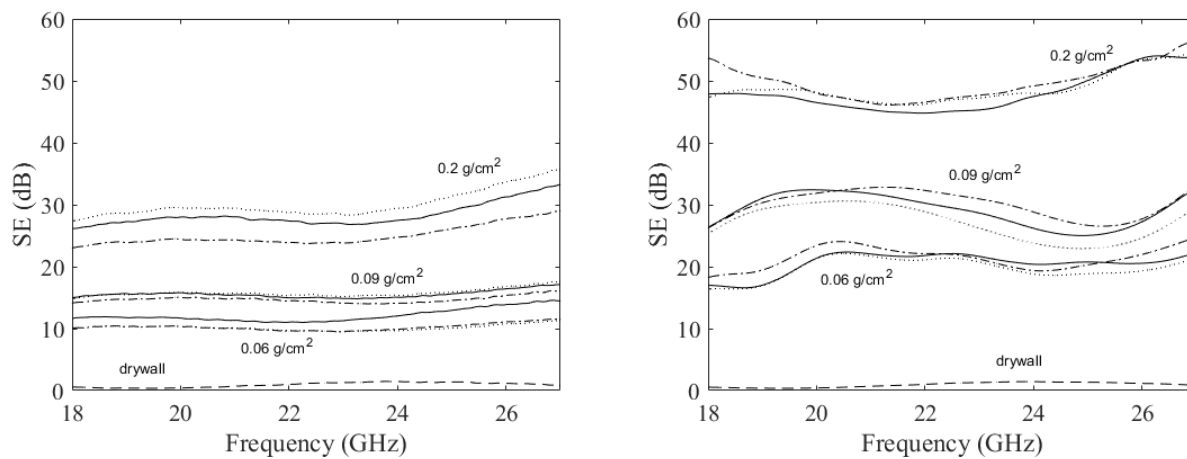 60
50
40
30
20
10
0
SE (dB)
0.2 g/cm²
0.09 g/cm²
0.06 g/cm²
drywall
18 20 22 24 26
Frequency (GHz)
60
50
40
30
20
10
0
SE (dB)
0.2 g/cm²
0.09 g/cm²
0.06 g/cm²
drywall
18 20 22 24 26
Frequency (GHz)